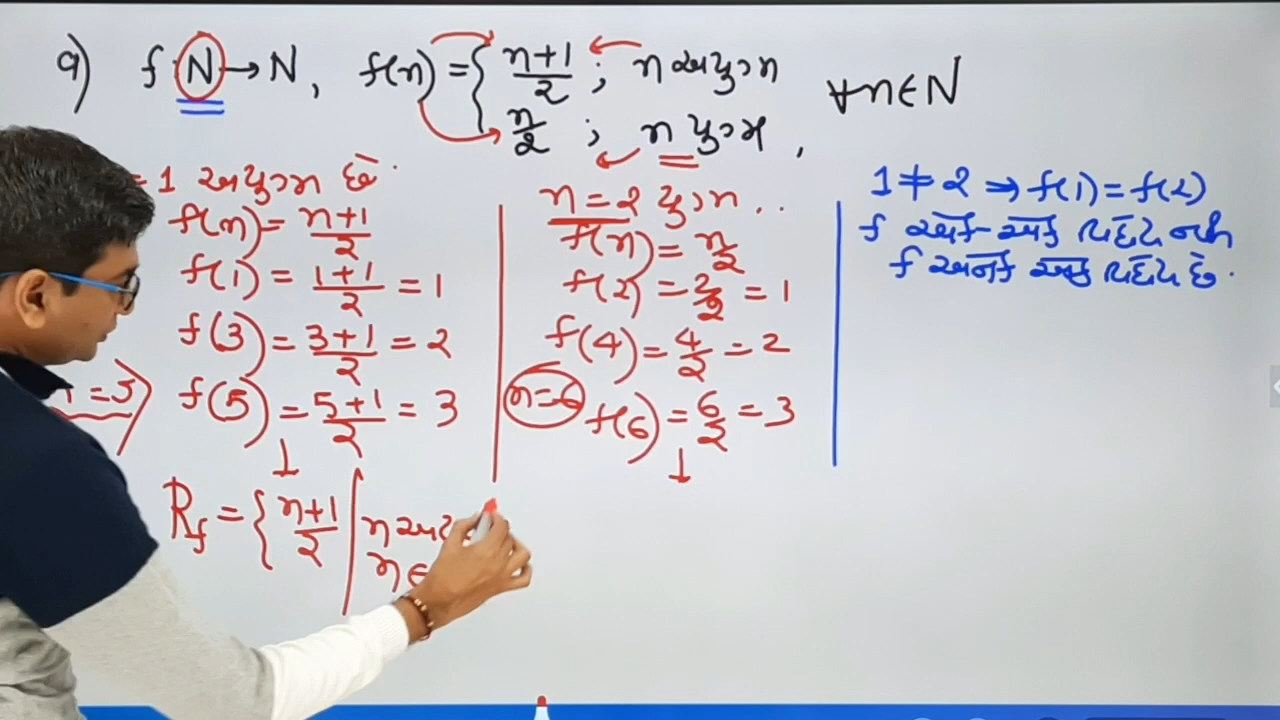 9) f : N → N, f(n) = { n+1/2 ; n અયુગ્મ
n/2 ; n યુગ્મ , ∀n∈N
= 1 અયુગ્મ છે.
f(n) = n+1/2
f(1) = 1+1/2 = 1
f(3) = 3+1/2 = 2
f(5) = 5+1/2 = 3
Rf = { n+1/2 | n
n ∈
n = 2 યુગ્મ ..
f(n) = n/2
f(2) = 2/2 = 1
f(4) = 4/2 = 2
n=6 f(6) = 6/2 = 3
1 ≠ 2 ⇒ f(1) = f(2)
f એક-એક વિધેય નથી
f અનેક એક વિધેય છે.